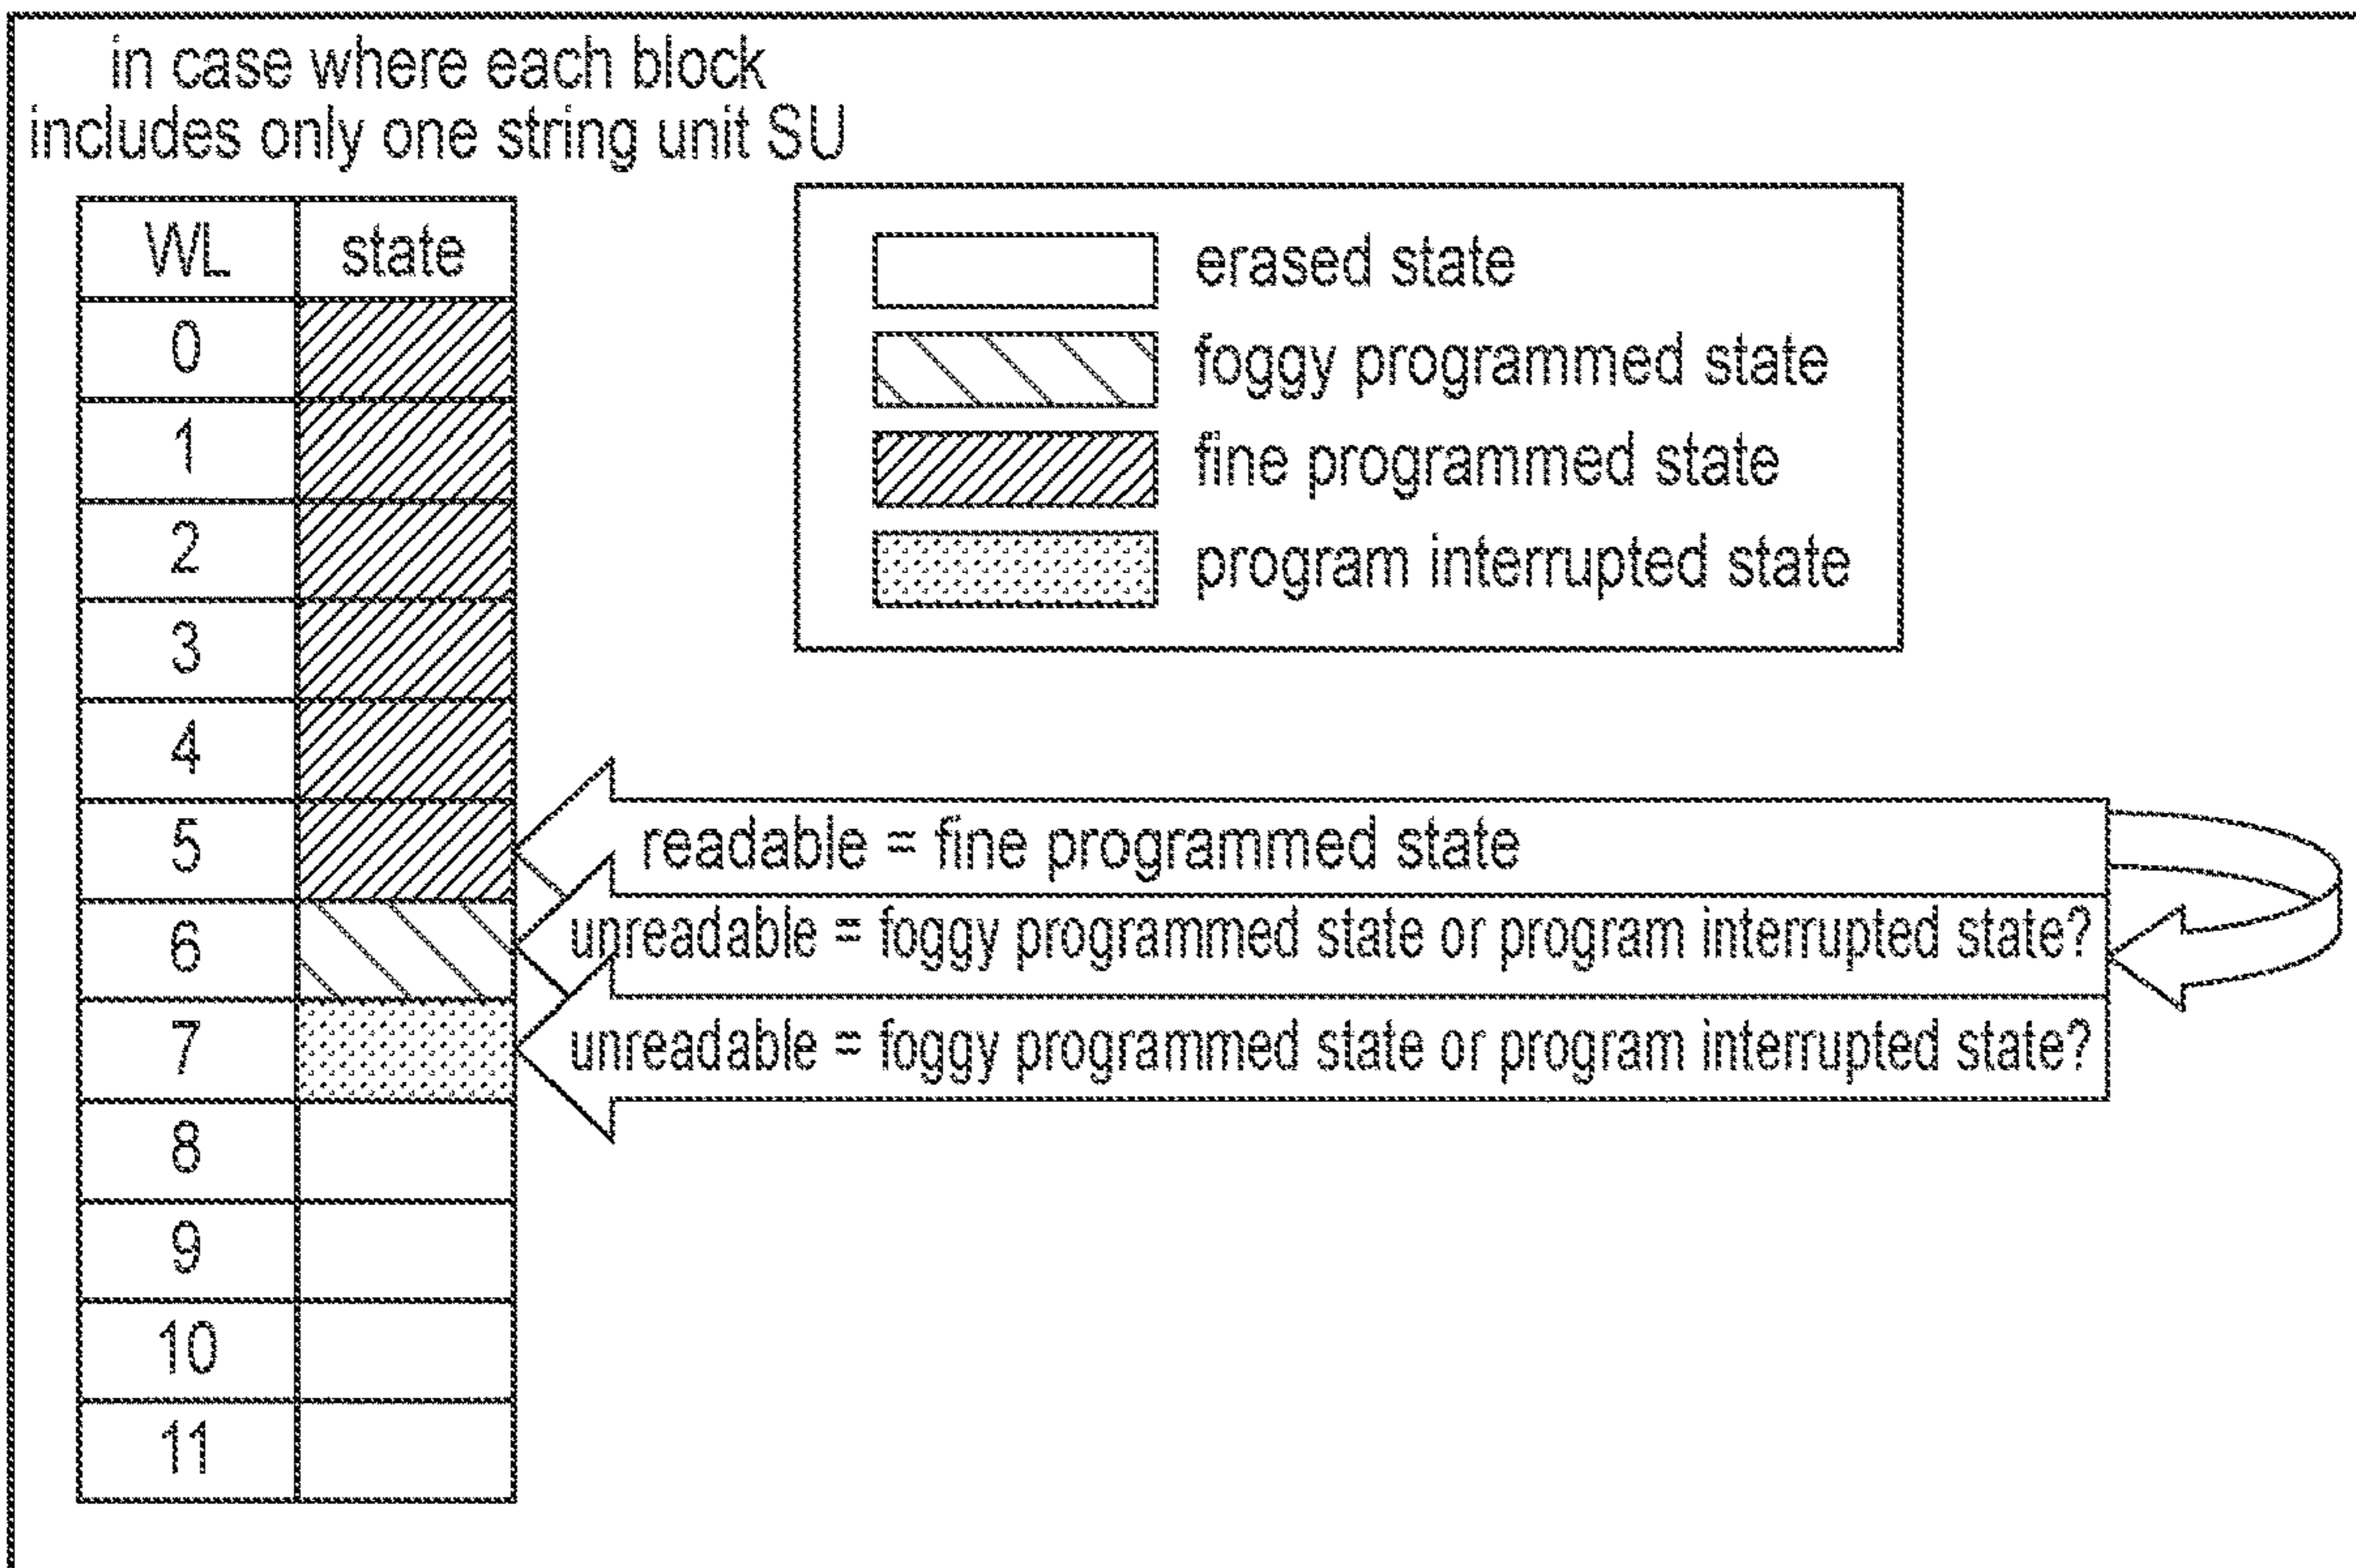 in case where each block
includes only one string unit SU
WL state
0
1
2
3
4
5
6
7
8
9
10
11
erased state
foggy programmed state
fine programmed state
program interrupted state
readable = fine programmed state
unreadable = foggy programmed state or program interrupted state?
unreadable = foggy programmed state or program interrupted state?